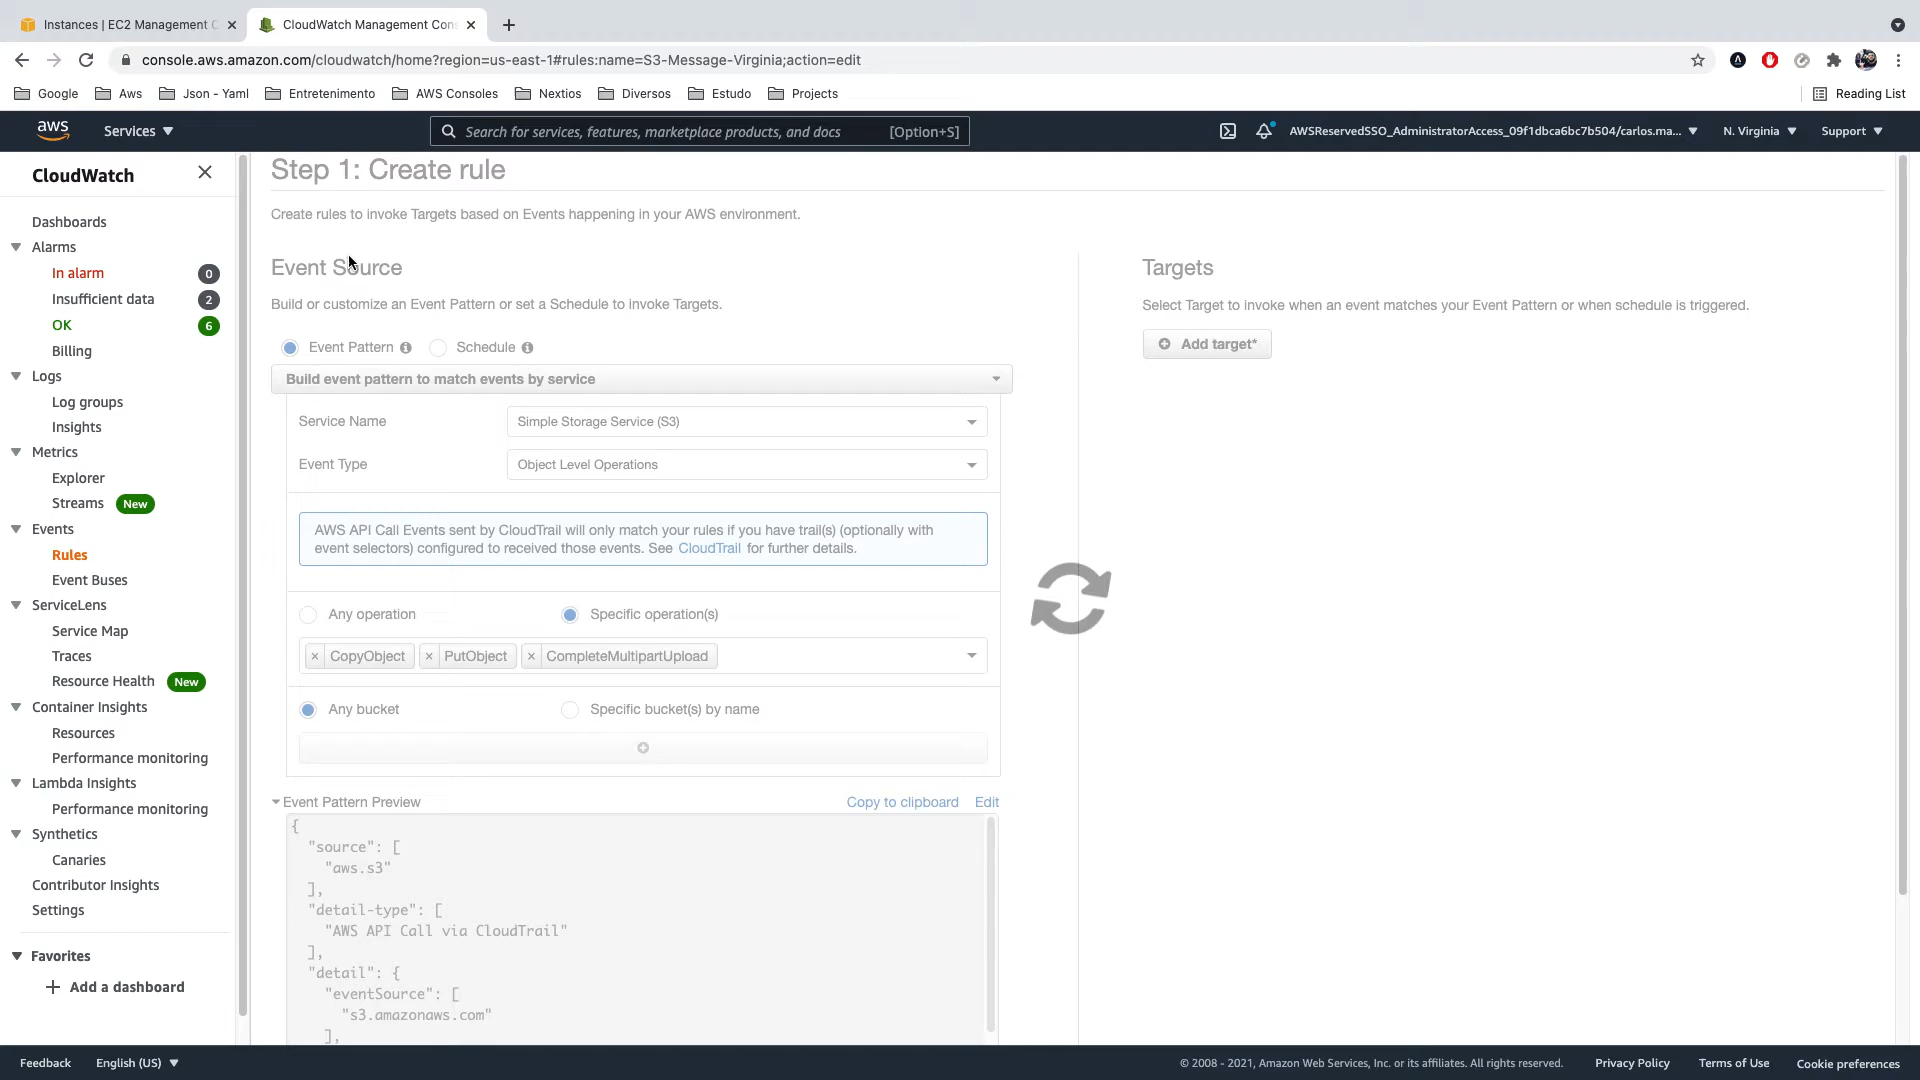 Instances | EC2 Management C
CloudWatch Management Con
console.aws.amazon.com/cloudwatch/home?region=us-east-1#rules:name=S3-Message-Virginia;action=edit
Google
Aws
Json - Yaml
Entretenimento
AWS Consoles
Nextios
Diversos
Estudo
Projects
Reading List
aws
Services
Search for services, features, marketplace products, and docs
[Option+S]
AWSReservedSSO_AdministratorAccess_09f1dbca6bc7b504/carlos.ma...
N. Virginia
Support
CloudWatch
Dashboards
Alarms
In alarm 0
Insufficient data 2
OK 6
Billing
Logs
Log groups
Insights
Metrics
Explorer
Streams New
Events
Rules
Event Buses
ServiceLens
Service Map
Traces
Resource Health New
Container Insights
Resources
Performance monitoring
Lambda Insights
Performance monitoring
Synthetics
Canaries
Contributor Insights
Settings
Favorites
Add a dashboard
Step 1: Create rule
Create rules to invoke Targets based on Events happening in your AWS environment.
Event Source
Build or customize an Event Pattern or set a Schedule to invoke Targets.
Event Pattern
Schedule
Build event pattern to match events by service
Service Name
Simple Storage Service (S3)
Event Type
Object Level Operations
AWS API Call Events sent by CloudTrail will only match your rules if you have trail(s) (optionally with
event selectors) configured to received those events. See CloudTrail for further details.
Any operation
Specific operation(s)
× CopyObject × PutObject × CompleteMultipartUpload
Any bucket
Specific bucket(s) by name
Event Pattern Preview
Copy to clipboard
Edit
{
"source": [
"aws.s3"
],
"detail-type": [
"AWS API Call via CloudTrail"
],
"detail": {
"eventSource": [
"s3.amazonaws.com"
],
Targets
Select Target to invoke when an event matches your Event Pattern or when schedule is triggered.
Add target*
Feedback
English (US)
© 2008 - 2021, Amazon Web Services, Inc. or its affiliates. All rights reserved.
Privacy Policy
Terms of Use
Cookie preferences